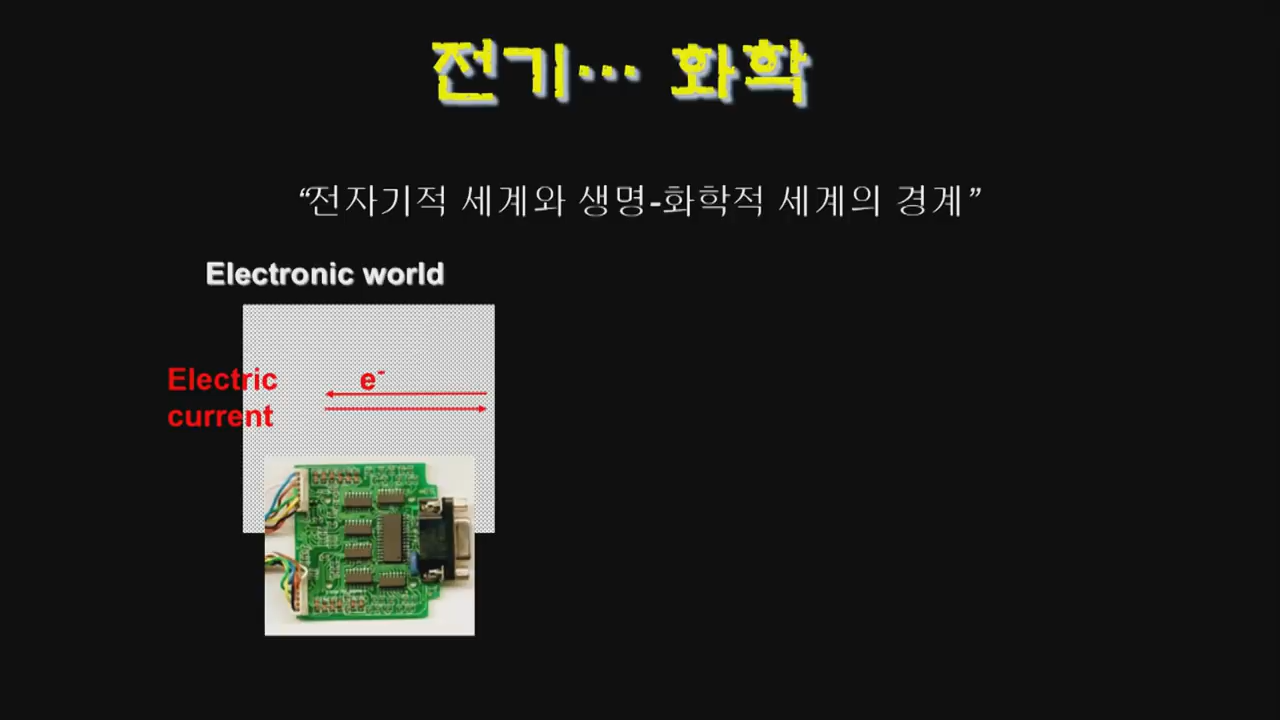 전기… 화학
“전자기적 세계와 생명-화학적 세계의 경계”
Electronic world
Electric
current
e-